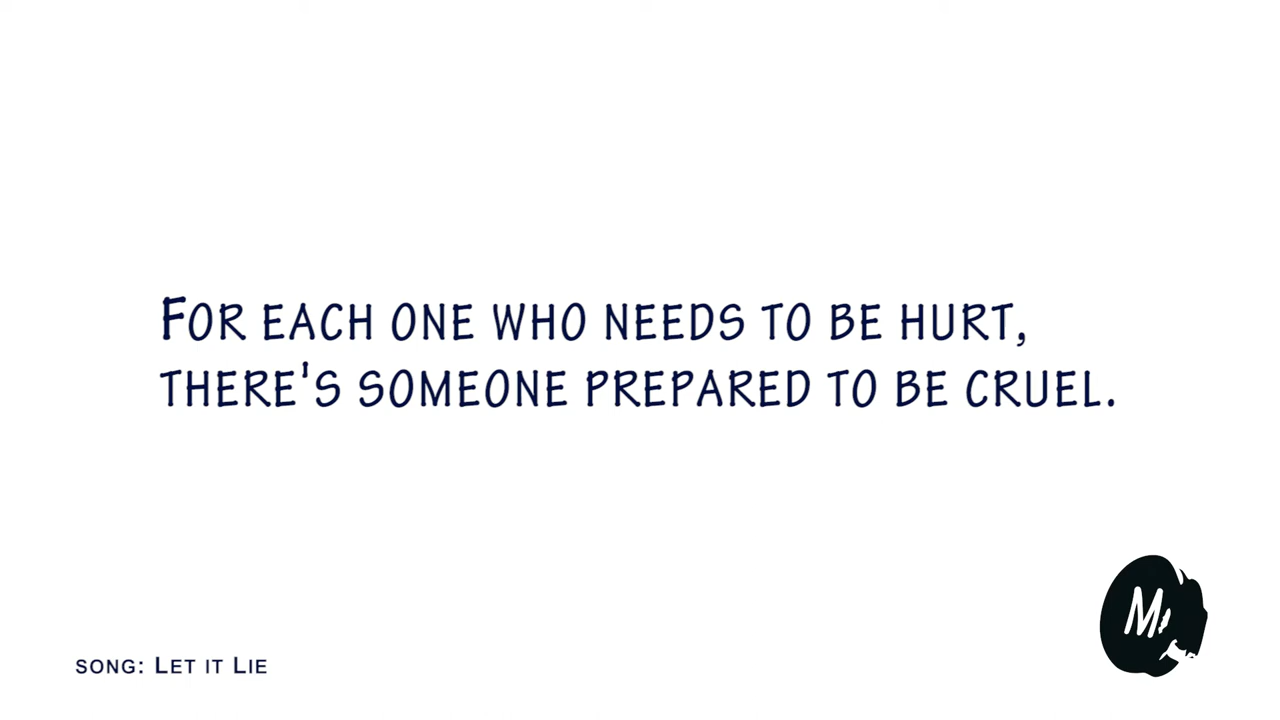 For each one who needs to be hurt,
there's someone prepared to be cruel.
M
song: Let it Lie